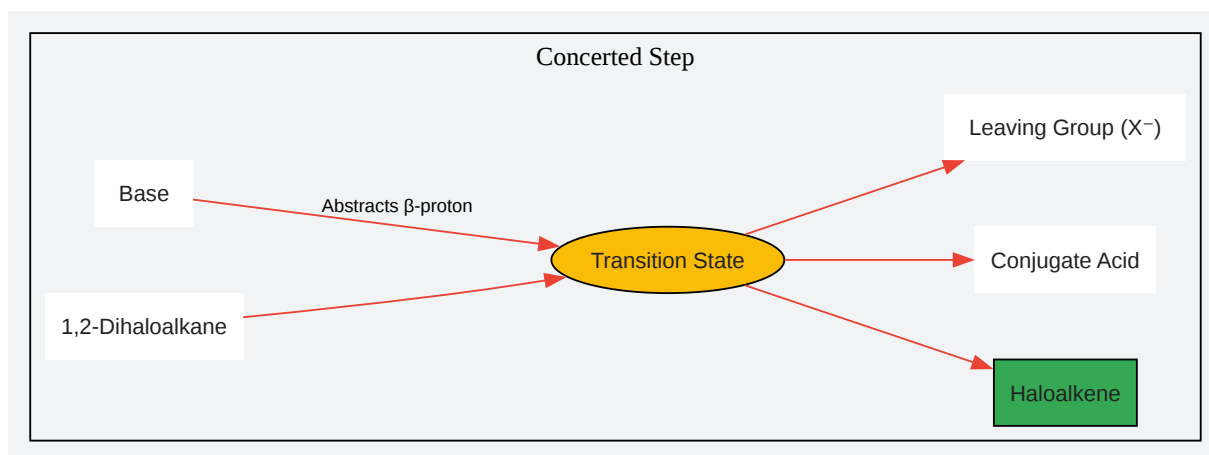 Concerted Step
Base
Abstracts β-proton
1,2-Dihaloalkane
Transition State
Leaving Group (X⁻)
Conjugate Acid
Haloalkene